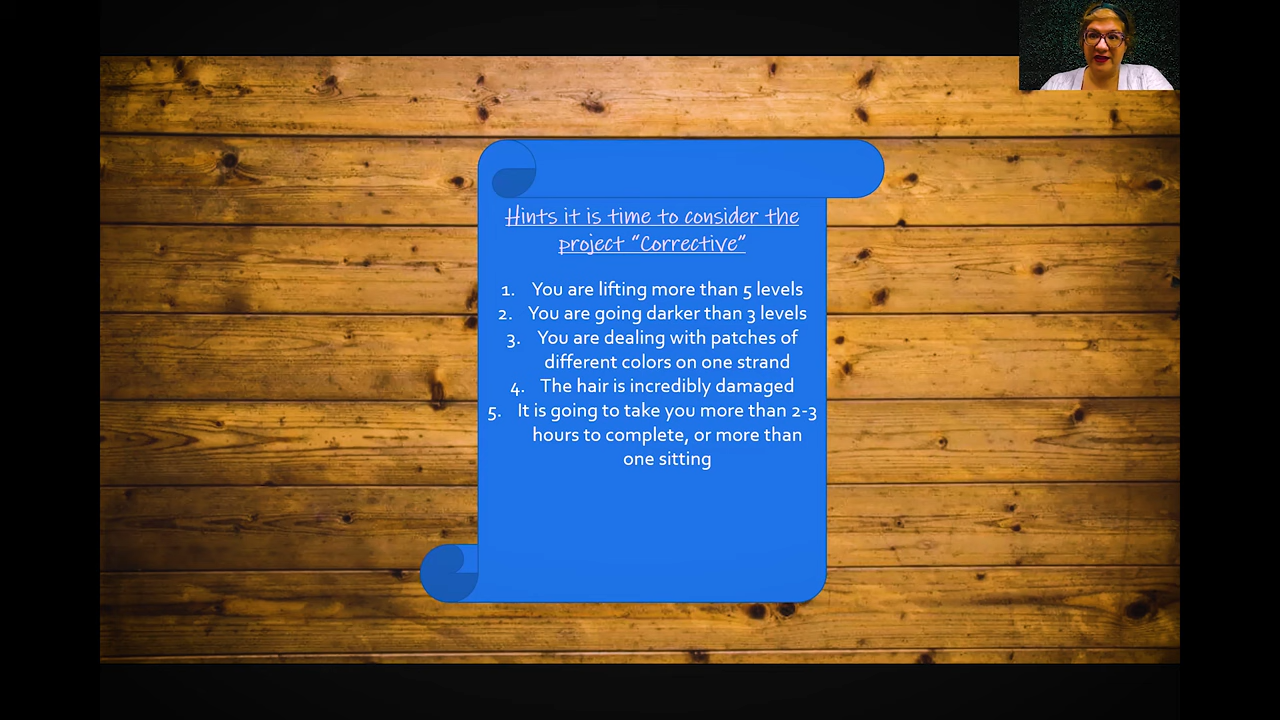 Hints it is time to consider the
project “Corrective”
1. You are lifting more than 5 levels
2. You are going darker than 3 levels
3. You are dealing with patches of
different colors on one strand
4. The hair is incredibly damaged
5. It is going to take you more than 2-3
hours to complete, or more than
one sitting